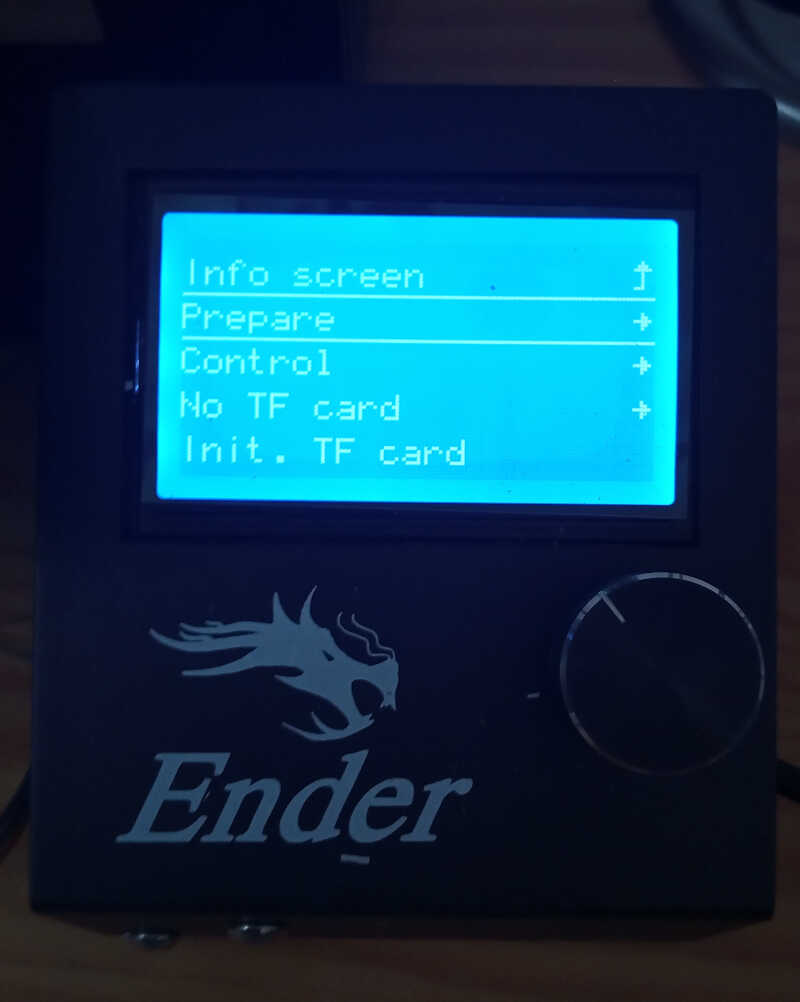 Info screen
Prepare
Control
No TF card
Init. TF card
Ender